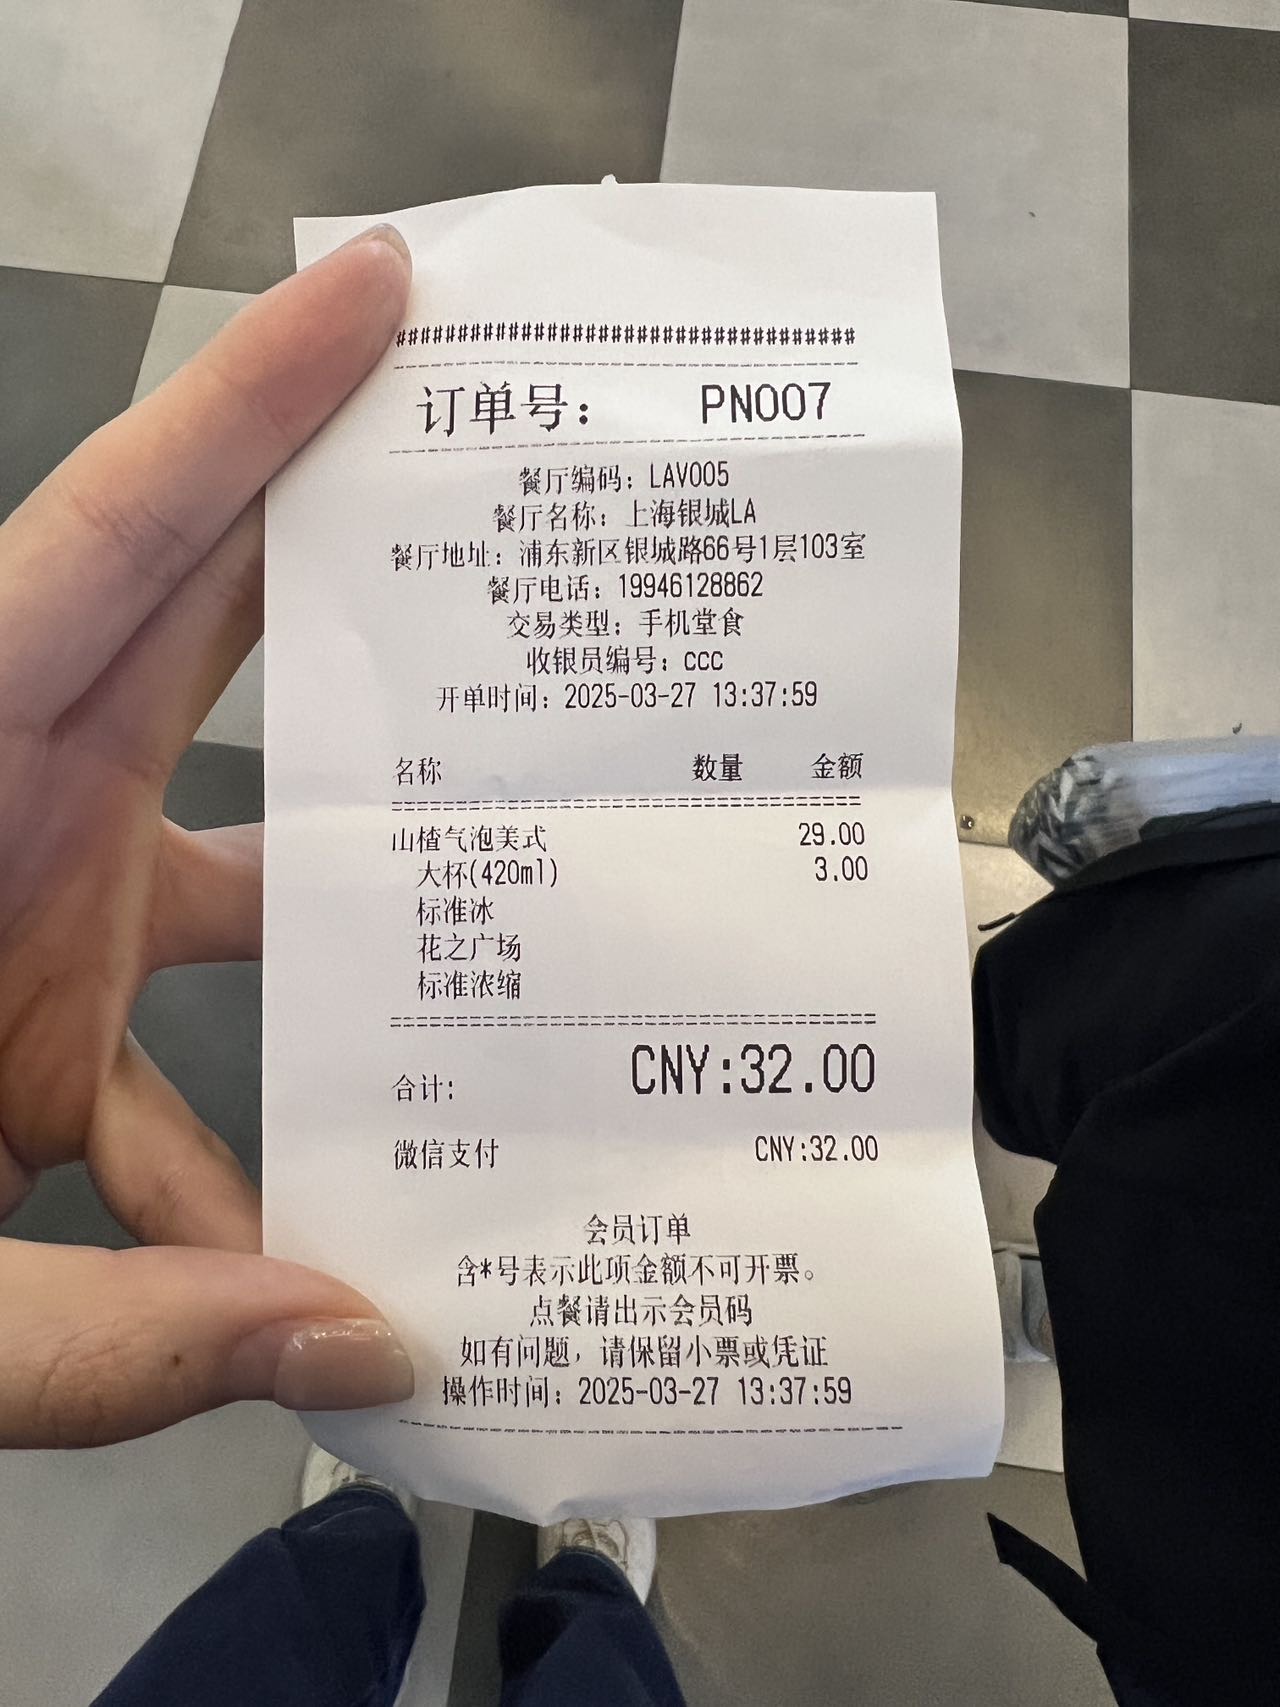 ######################################
订单号： PN007
餐厅编码：LAV005
餐厅名称：上海银城LA
餐厅地址：浦东新区银城路66号1层103室
餐厅电话：19946128862
交易类型：手机堂食
收银员编号：ccc
开单时间：2025-03-27 13:37:59
名称 数量 金额
山楂气泡美式 29.00
大杯(420ml) 3.00
标准冰
花之广场
标准浓缩
合计: CNY:32.00
微信支付 CNY:32.00
会员订单
含*号表示此项金额不可开票。
点餐请出示会员码
如有问题，请保留小票或凭证
操作时间：2025-03-27 13:37:59